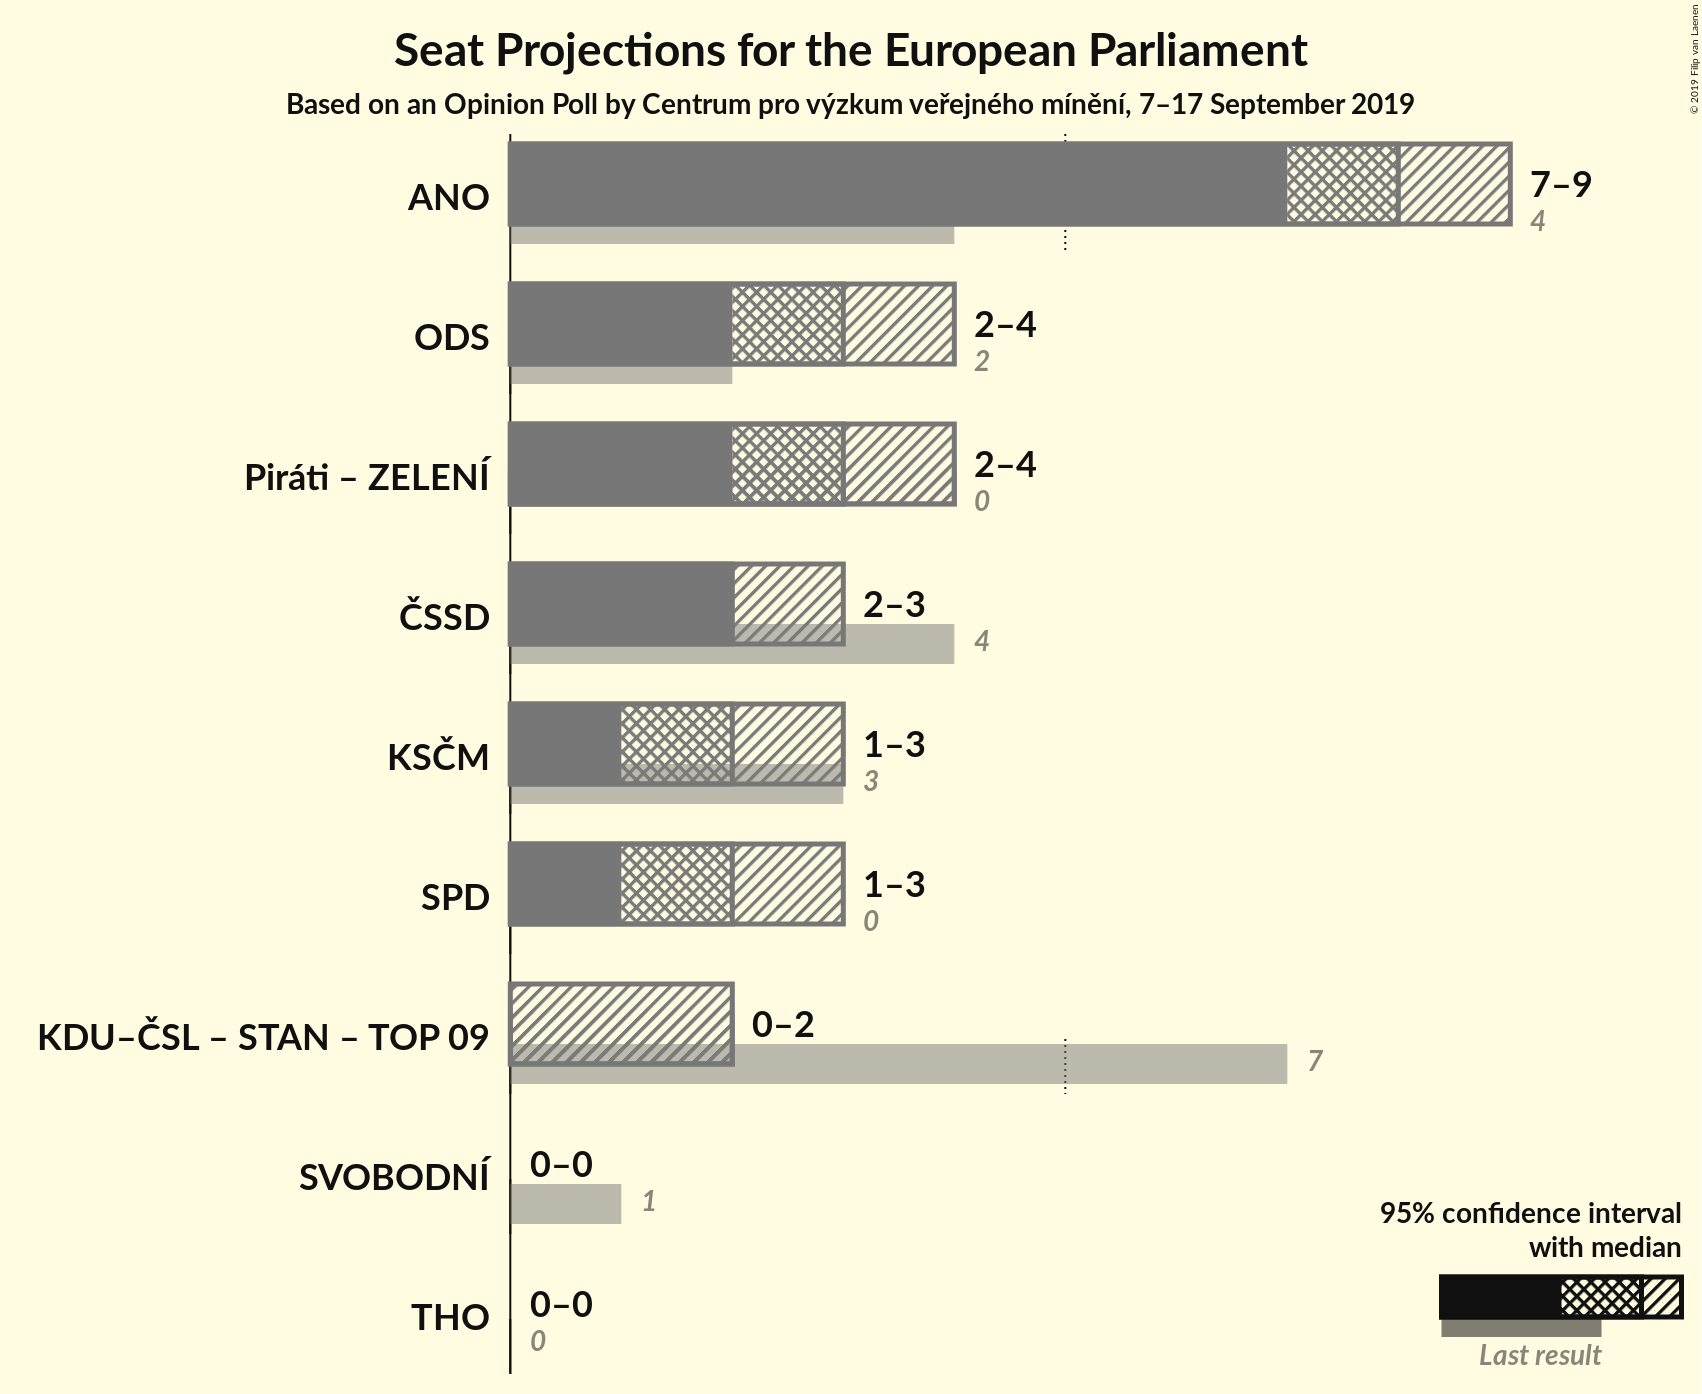 Seat Projections for the European Parliament
Based on an Opinion Poll by Centrum pro výzkum veřejného mínění, 7–17 September 2019
© 2019 Filip van Laenen
ANO
7–9
4
ODS
2–4
2
Piráti – ZELENÍ
2–4
0
ČSSD
2–3
4
KSČM
1–3
3
SPD
1–3
0
KDU–ČSL – STAN – TOP 09
0–2
7
SVOBODNÍ
0–0
1
THO
0–0
0
95% confidence interval
with median
Last result